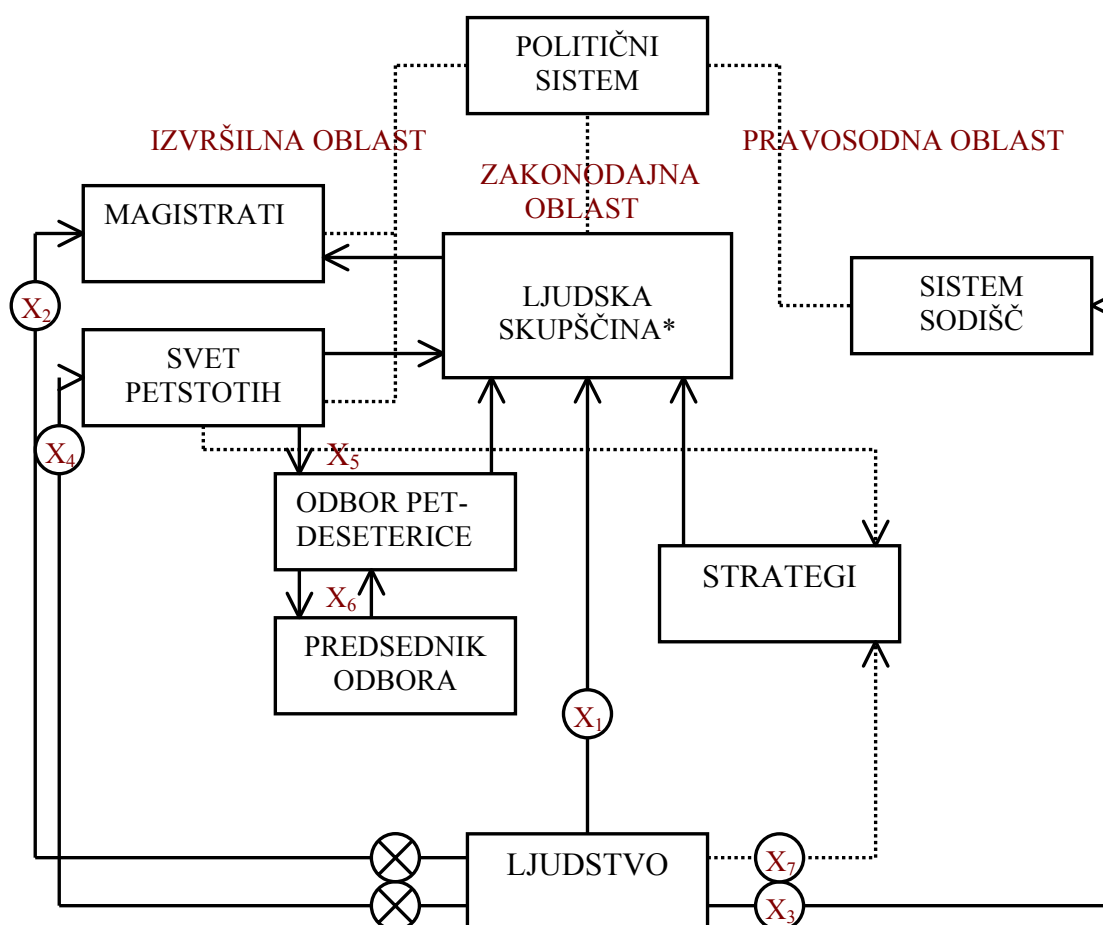 POLITIČNI
SISTEM
IZVRŠILNA OBLAST
PRAVOSODNA OBLAST
ZAKONODAJNA
OBLAST
MAGISTRATI
LJUDSKA
SKUPŠČINA*
SISTEM
SODIŠČ
X₂
SVET
PETSTOTIH
X₄
X₅
ODBOR PET-
DESETERICE
STRATEGI
X₆
PREDSEDNIK
ODBORA
X₁
LJUDSTVO
X₇
X₃